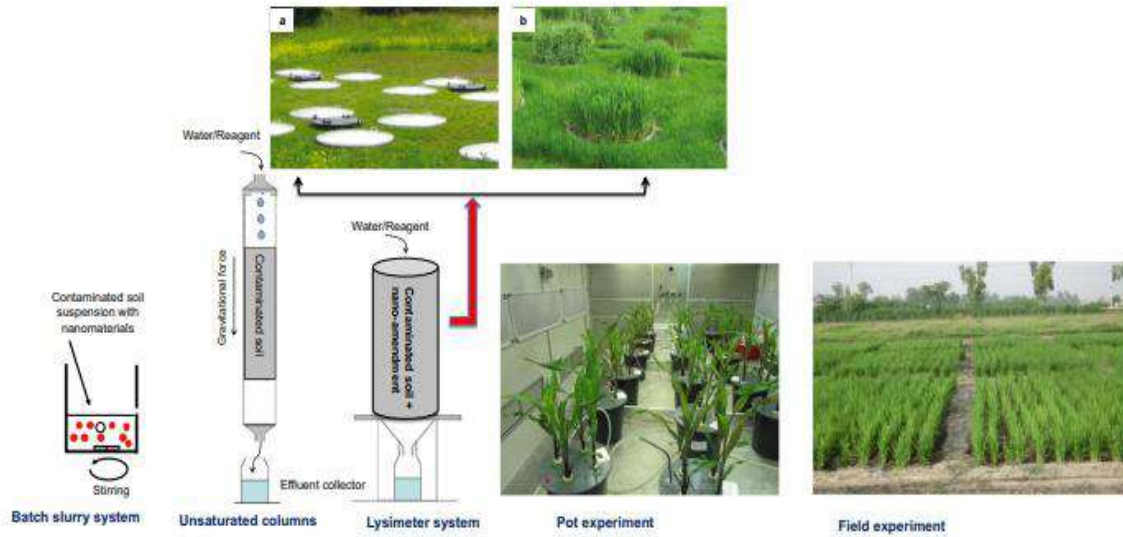 a
b
Water/Reagent
Water/Reagent
Gravitational force
Contaminated soil
Contaminated soil +
nano-amendment
Contaminated soil
suspension with
nanomaterials
Stirring
Effluent collector
Batch slurry system
Unsaturated columns
Lysimeter system
Pot experiment
Field experiment